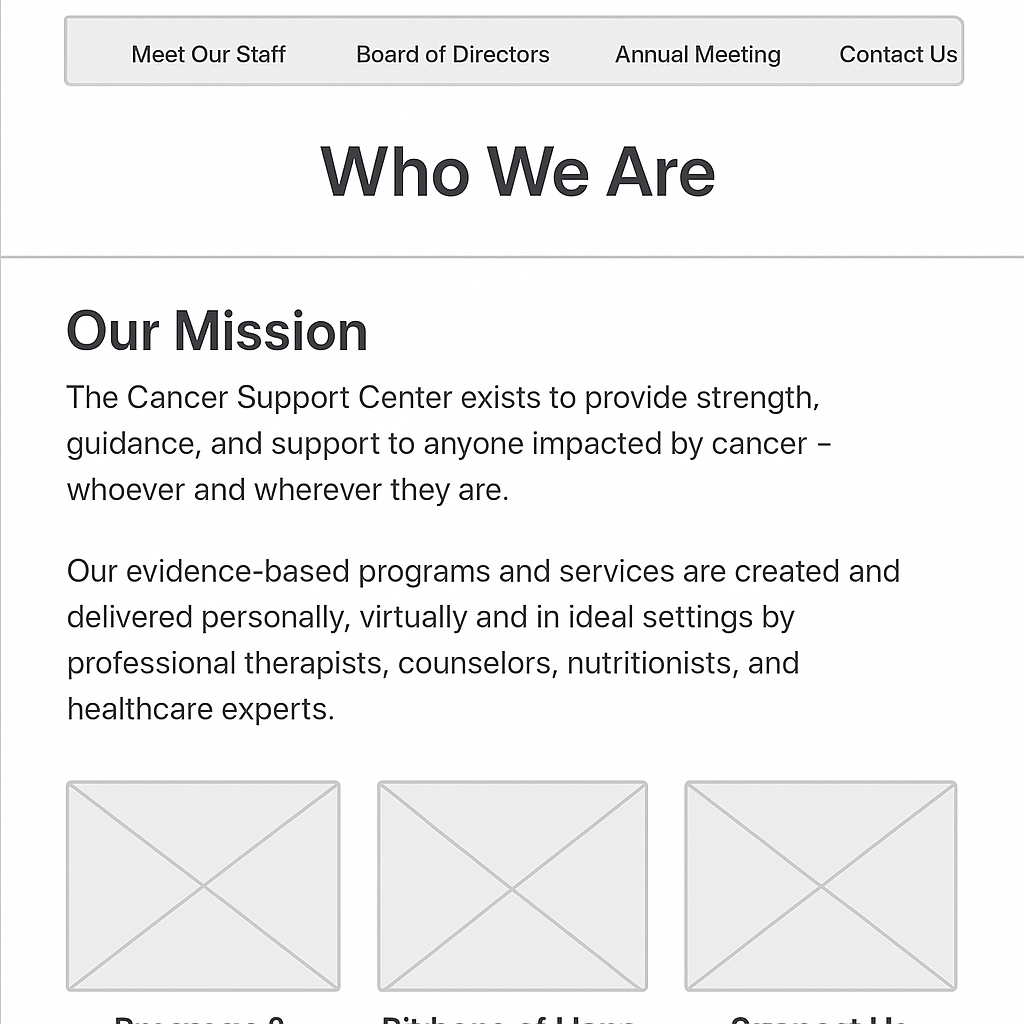 Meet Our Staff Board of Directors Annual Meeting Contact Us
Who We Are
Our Mission
The Cancer Support Center exists to provide strength,
guidance, and support to anyone impacted by cancer –
whoever and wherever they are.
Our evidence-based programs and services are created and
delivered personally, virtually and in ideal settings by
professional therapists, counselors, nutritionists, and
healthcare experts.